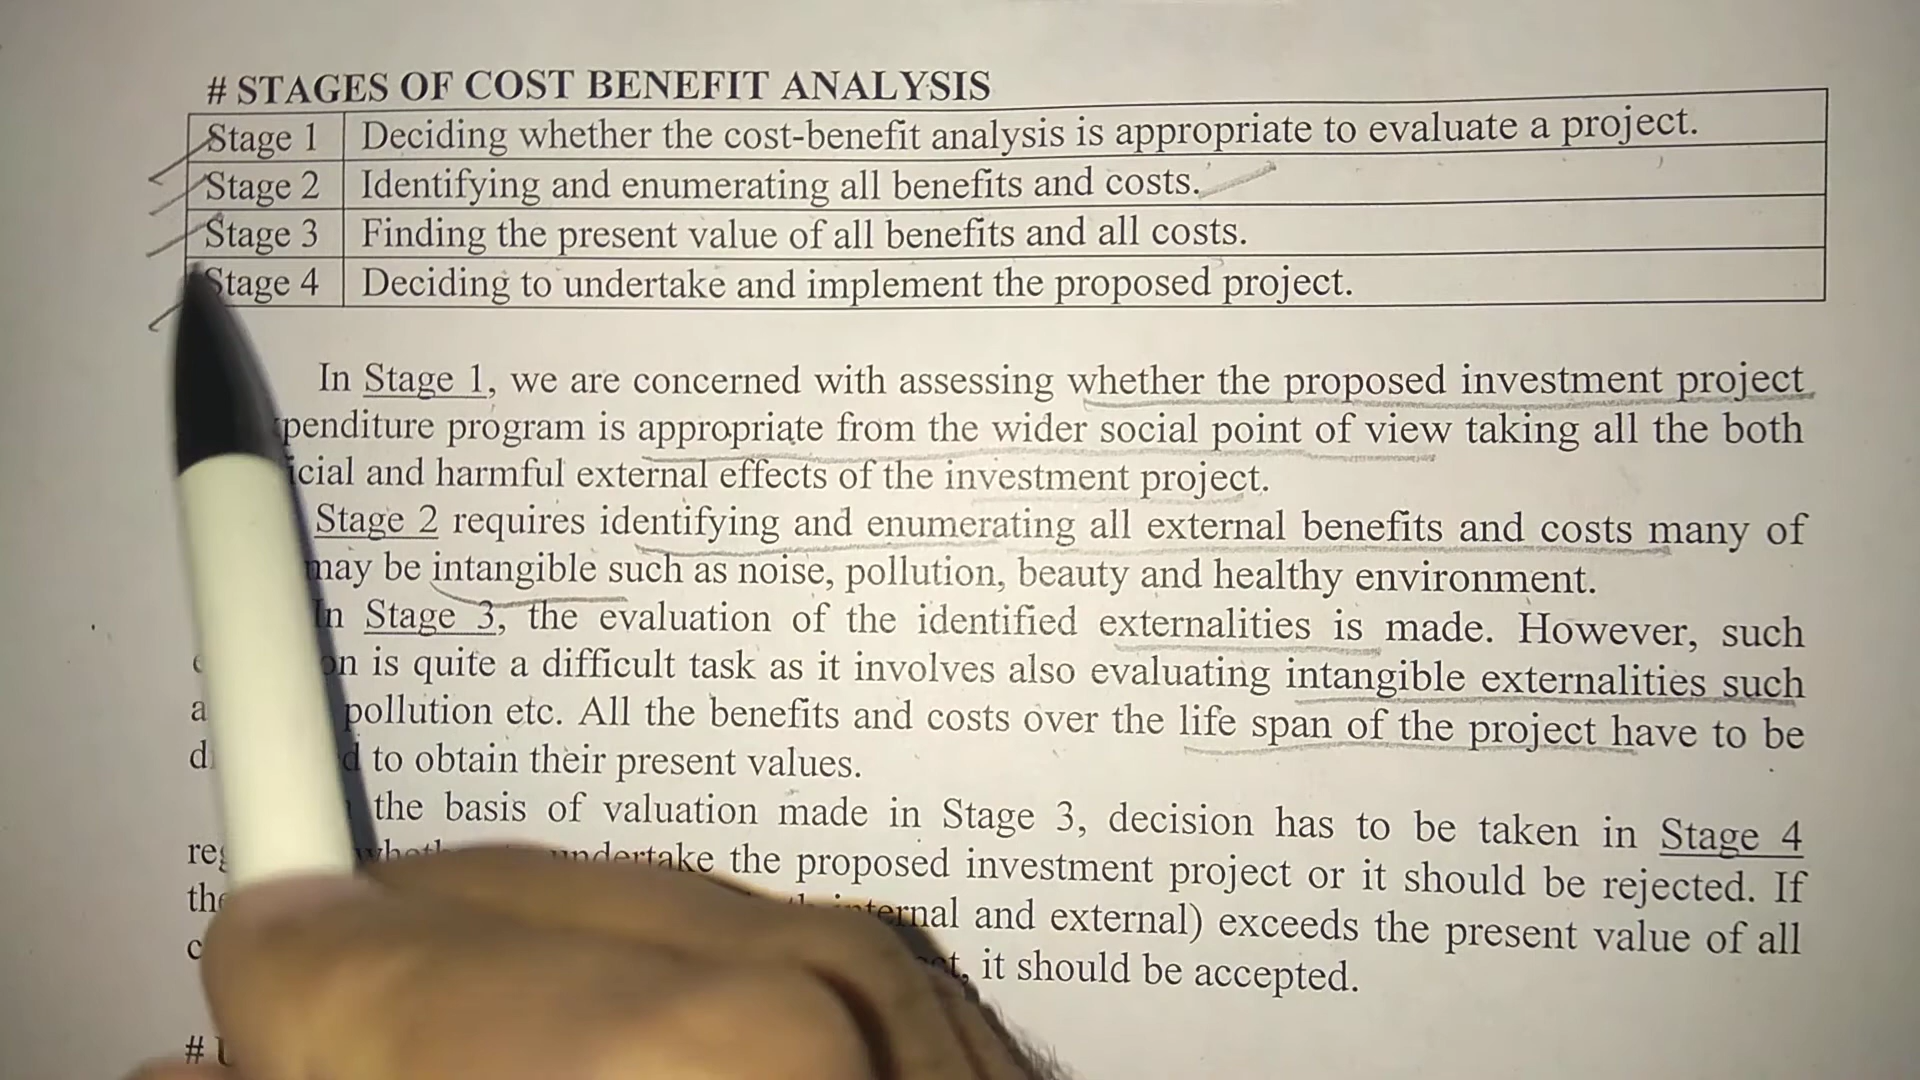 # STAGES OF COST BENEFIT ANALYSIS
Stage 1 Deciding whether the cost-benefit analysis is appropriate to evaluate a project.
Stage 2 Identifying and enumerating all benefits and costs.
Stage 3 Finding the present value of all benefits and all costs.
Stage 4 Deciding to undertake and implement the proposed project.
In Stage 1, we are concerned with assessing whether the proposed investment project
program is appropriate from the wider social point of view taking all the both
and harmful external effects of the investment project.
Stage 2 requires identifying and enumerating all external benefits and costs many of
may be intangible such as noise, pollution, beauty and healthy environment.
In Stage 3, the evaluation of the identified externalities is made. However, such
is quite a difficult task as it involves also evaluating intangible externalities such
pollution etc. All the benefits and costs over the life span of the project have to be
to obtain their present values.
the basis of valuation made in Stage 3, decision has to be taken in Stage 4
undertake the proposed investment project or it should be rejected. If
internal and external) exceeds the present value of all
it should be accepted.
#